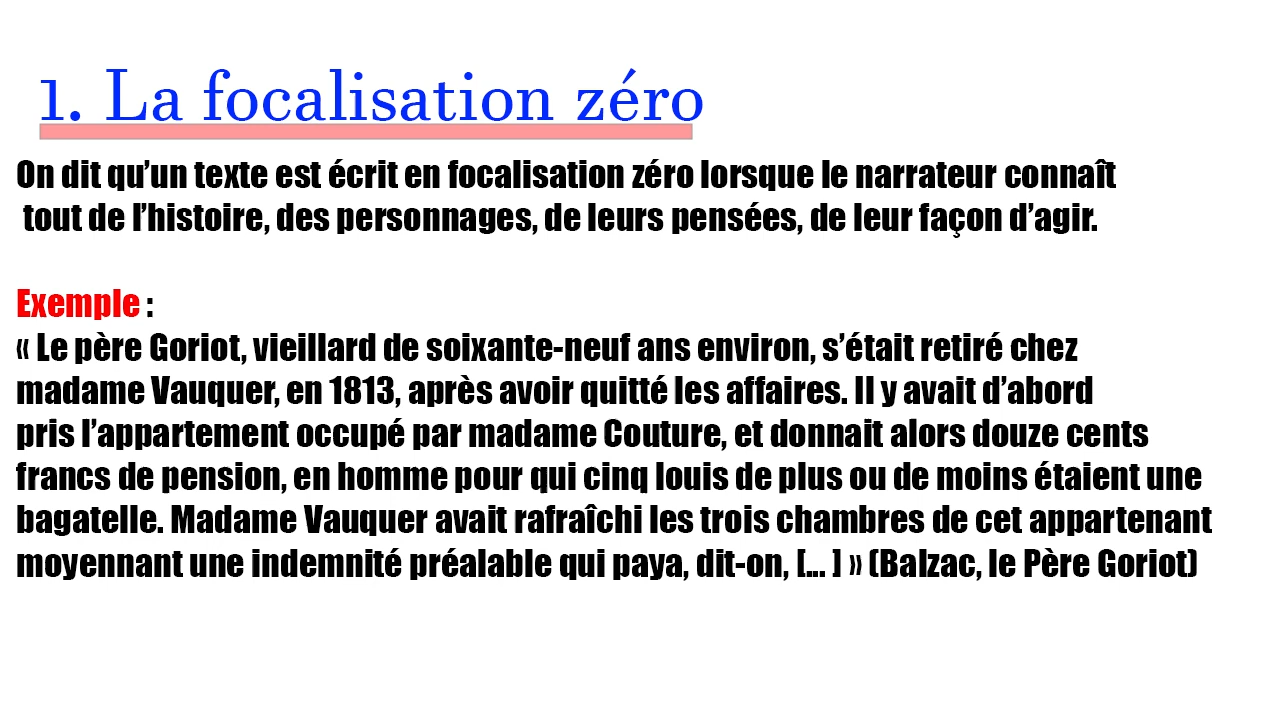 1. La focalisation zéro
On dit qu’un texte est écrit en focalisation zéro lorsque le narrateur connaît
tout de l’histoire, des personnages, de leurs pensées, de leur façon d’agir.
Exemple :
« Le père Goriot, vieillard de soixante-neuf ans environ, s’était retiré chez
madame Vauquer, en 1813, après avoir quitté les affaires. Il y avait d’abord
pris l’appartement occupé par madame Couture, et donnait alors douze cents
francs de pension, en homme pour qui cinq louis de plus ou de moins étaient une
bagatelle. Madame Vauquer avait rafraîchi les trois chambres de cet appartenant
moyennant une indemnité préalable qui paya, dit-on, [... ] » (Balzac, le Père Goriot)